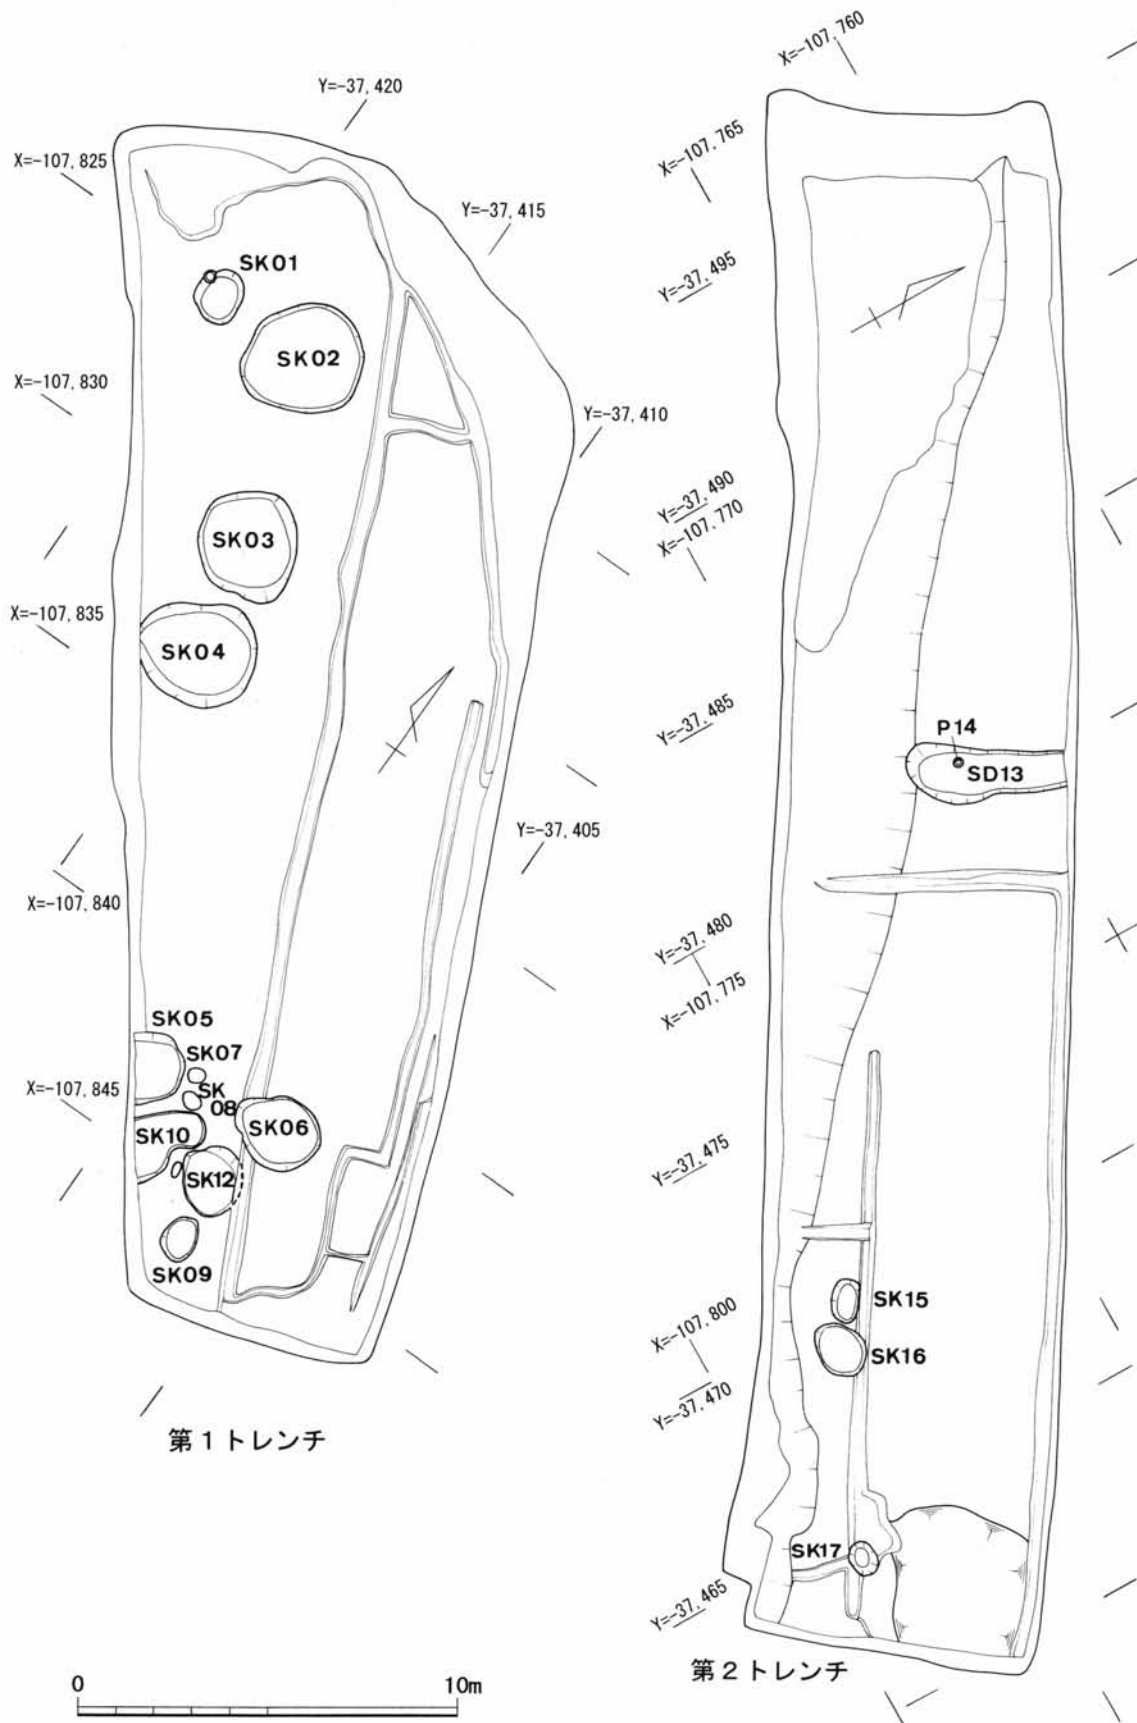 Y=-37,420
X=-107,825
Y=-37,415
SK01
SK02
X=-107,830
Y=-37,410
SK03
X=-107,835
SK04
Y=-37,405
X=-107,840
SK05
SK07
X=-107,845
SK
08
SK06
SK10
SK12
SK09
第1トレンチ
0
10m
X=-107,760
X=-107,765
Y=-37,495
Y=-37,490
X=-107,770
Y=-37,485
P14
SD13
Y=-37,480
X=-107,775
Y=-37,475
SK15
X=-107,800
SK16
Y=-37,470
SK17
Y=-37,465
第2トレンチ